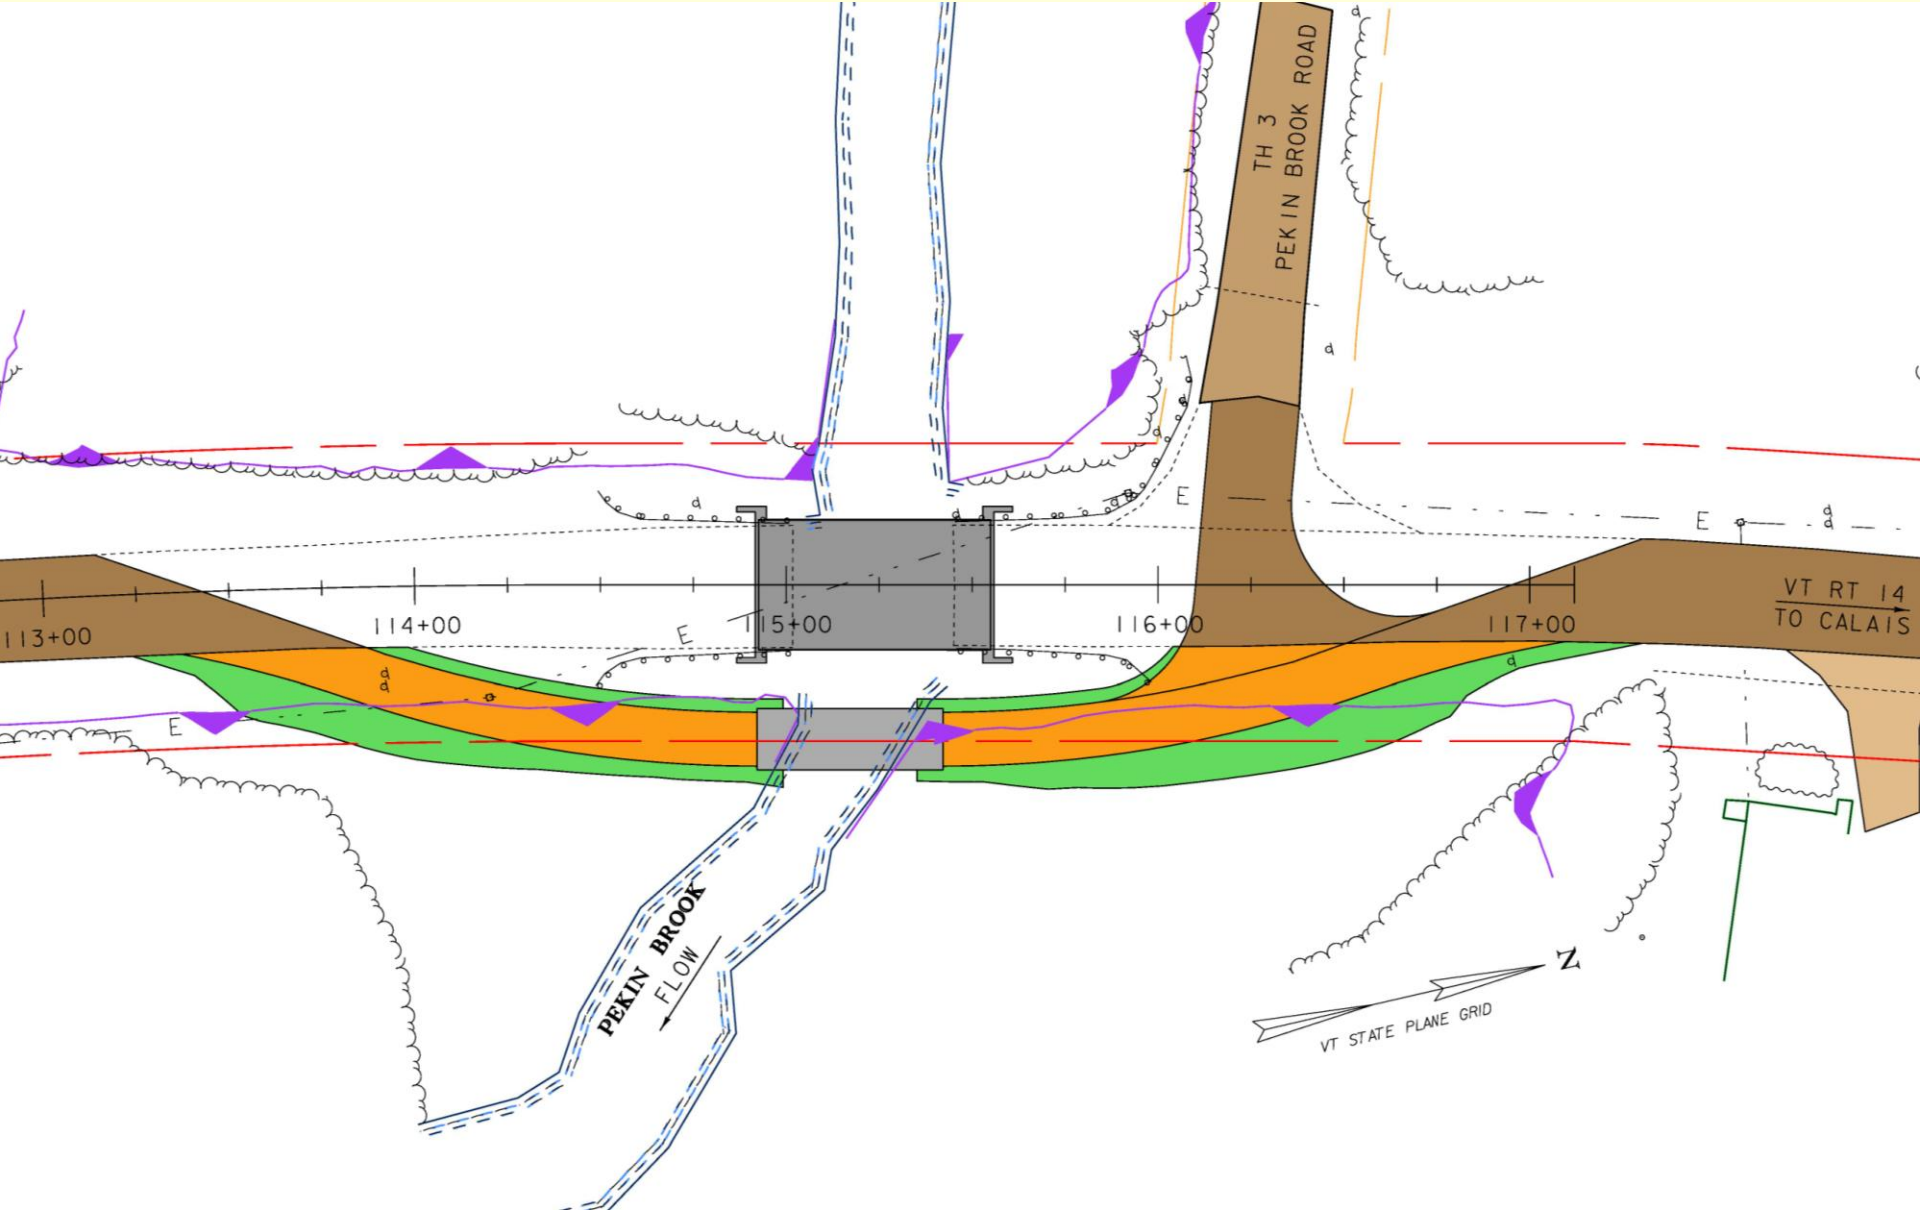 TH 3
PEKIN BROOK ROAD
E
E
VT RT 14
TO CALAIS
113+00
114+00
115+00
116+00
117+00
E
E
PEKIN BROOK
FLOW
Z
VT STATE PLANE GRID